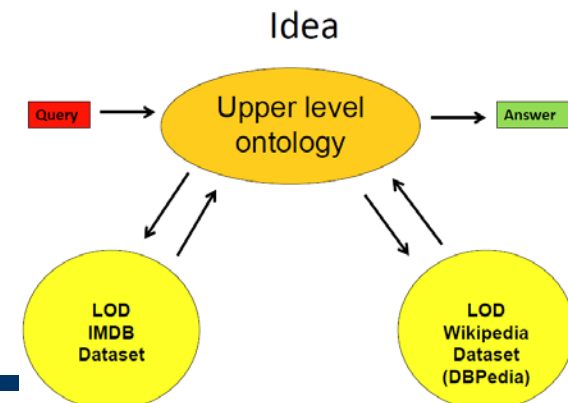 Idea
Query
Upper level
ontology
Answer
LOD
IMDB
Dataset
LOD
Wikipedia
Dataset
(DBPedia)